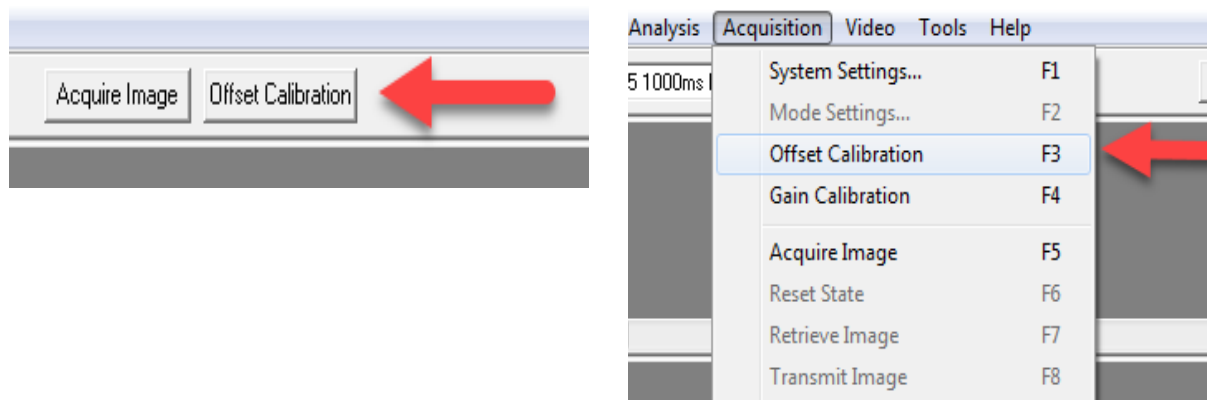 Acquire Image Offset Calibration
Analysis Acquisition Video Tools Help
5 1000ms
System Settings... F1
Mode Settings... F2
Offset Calibration F3
Gain Calibration F4
Acquire Image F5
Reset State F6
Retrieve Image F7
Transmit Image F8